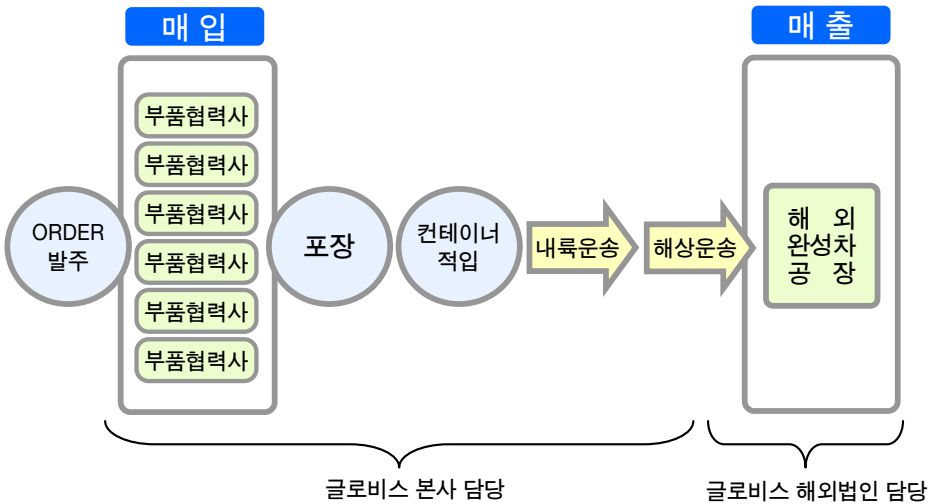 매 입
매 출
ORDER
발주
부품협력사
부품협력사
부품협력사
부품협력사
부품협력사
부품협력사
포장
컨테이너
적입
내륙운송
해상운송
해 외
완성차
공 장
글로비스 본사 담당
글로비스 해외법인 담당